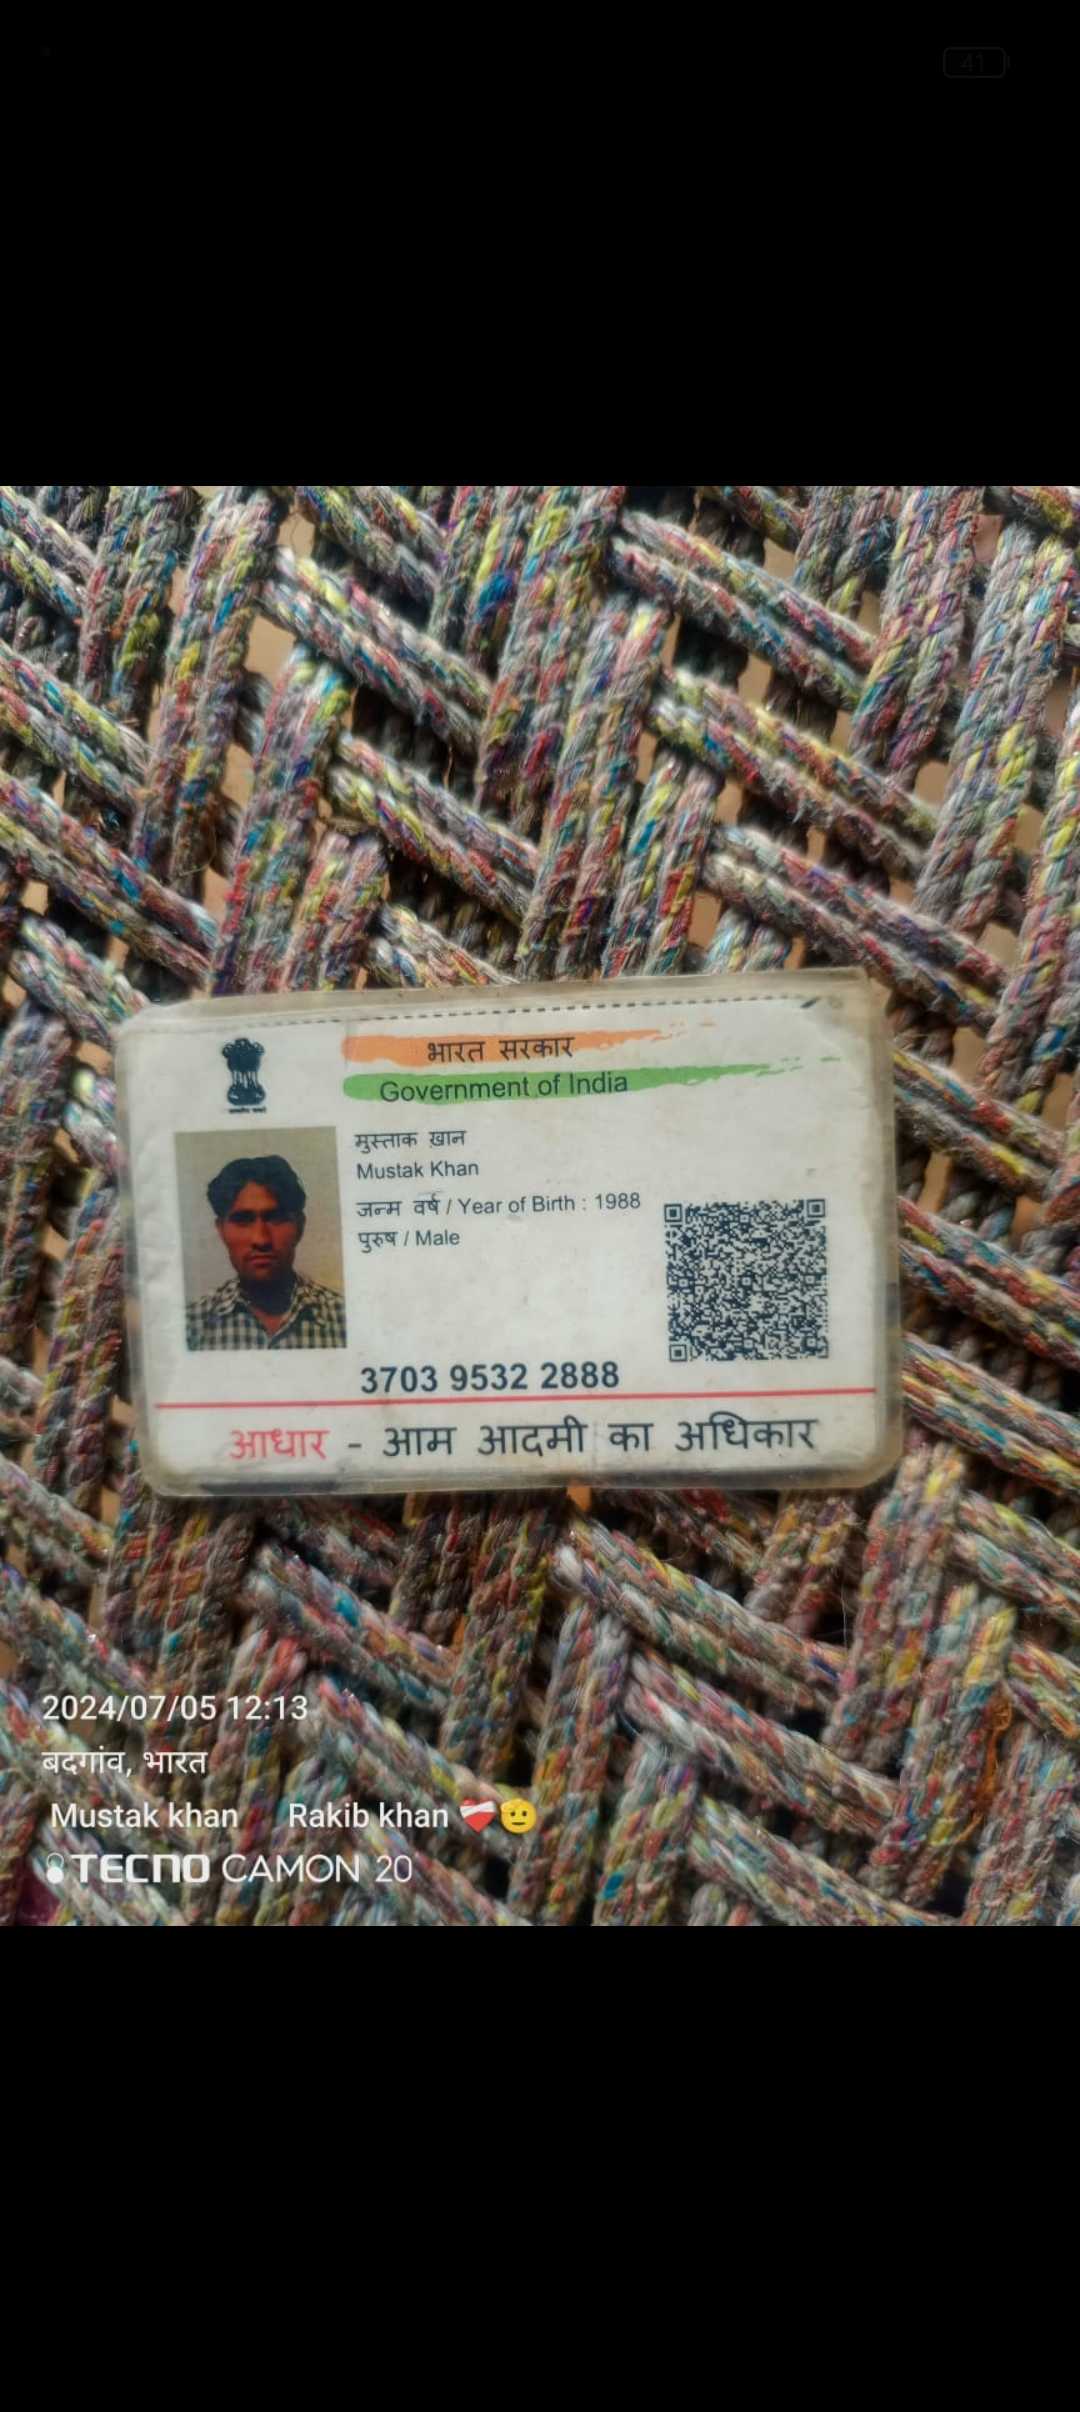 41
भारत सरकार
Government of India
मुस्ताक ख़ान
Mustak Khan
जन्म वर्ष / Year of Birth : 1988
पुरुष / Male
3703 9532 2888
आधार - आम आदमी का अधिकार
2024/07/05 12:13
बदगांव, भारत
Mustak khan Rakib khan ❤️‍🩹🫡
TECNO CAMON 20